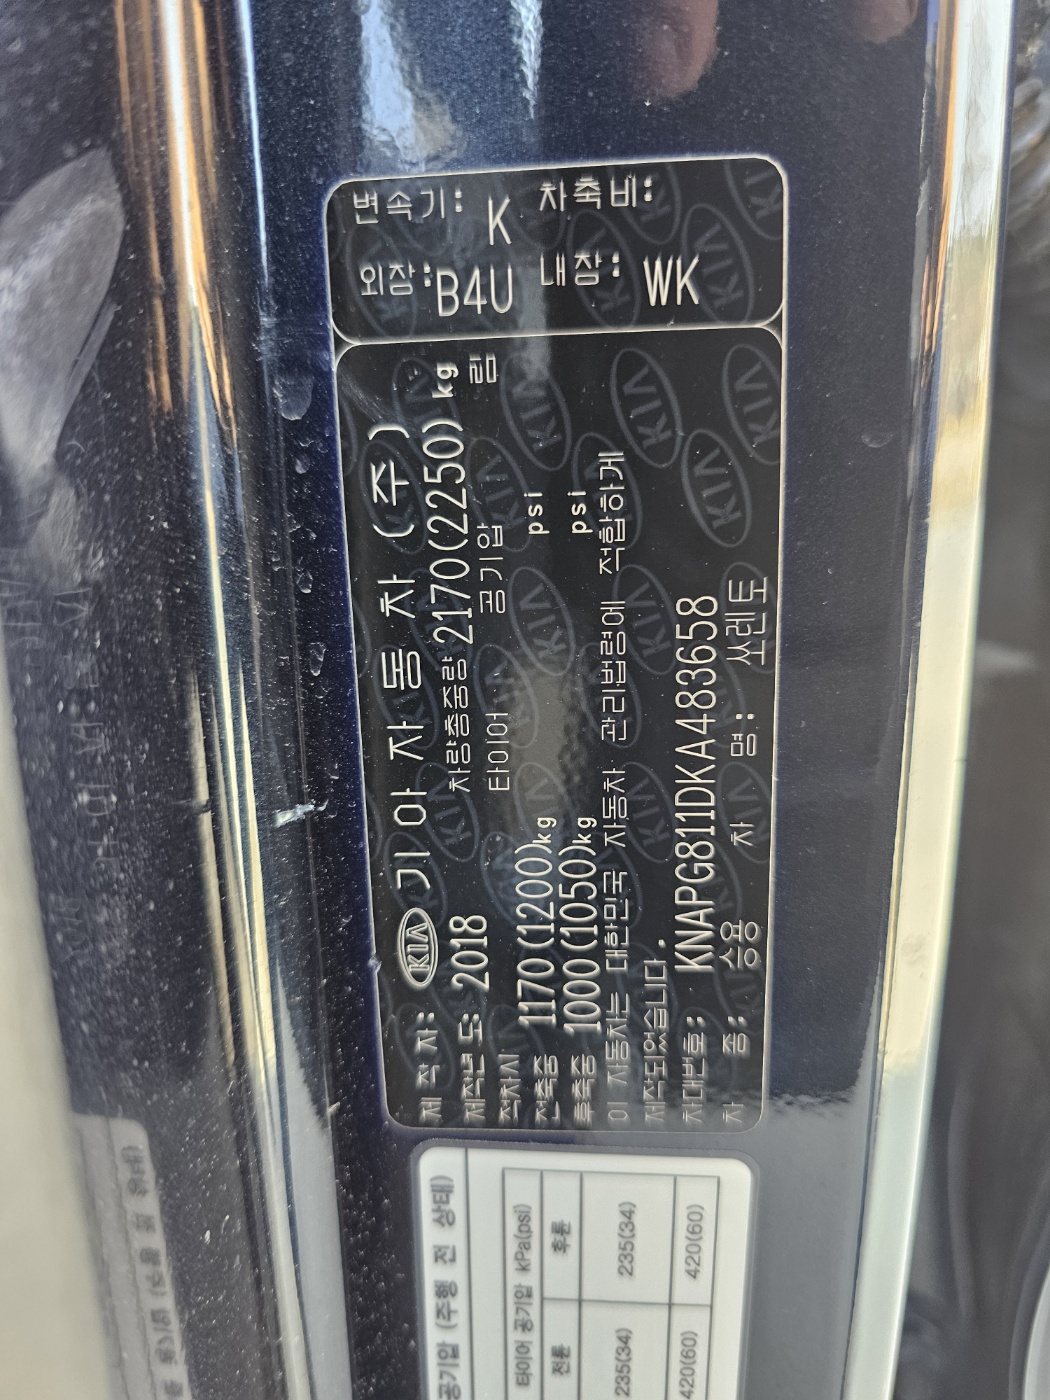 제 작 자: KIA 기 아 자 동 차 (주)
제작년 도: 2018 차량총중량 2170(2250) kg
적차시 타이어 공기압 림
전축중 1170(1200)kg psi
후축중 1000(1050)kg psi
이 자동차는 대한민국 자동차 관리법령에 적합하게
제작되었습니다.
차대번호: KNAPG811DKA483658
차 종: 승용 차 명: 쏘렌토
변속기: K 차축비:
외장: B4U 내장: WK
공기압 (주행 전 상태)
타이어 공기압 kPa(psi)
전륜 후륜
235(34) 235(34)
420(60) 420(60)